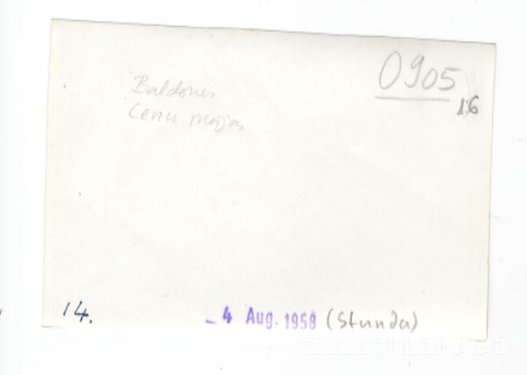 0905
16
Baldones
Cenu mājas
14.
- 4 Aug. 1958 (Stunda)